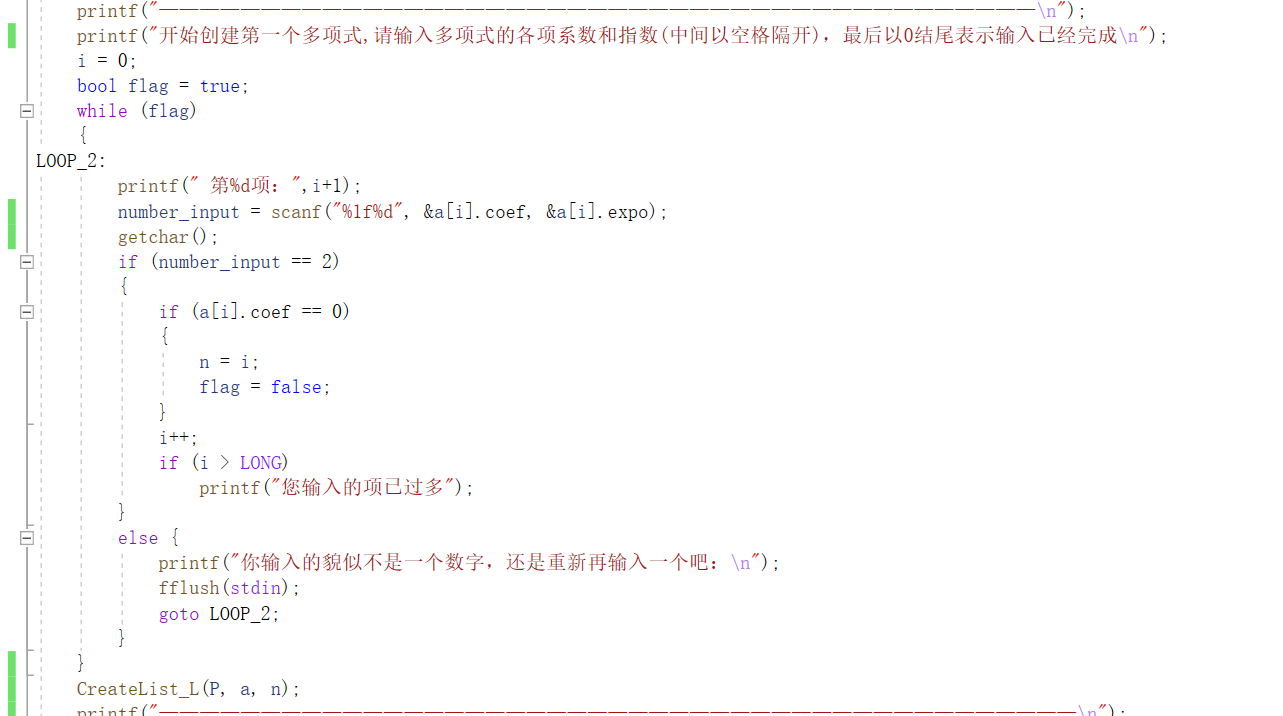 printf("———————————————————————————————————————————\n");
printf("开始创建第一个多项式,请输入多项式的各项系数和指数(中间以空格隔开)，最后以0结尾表示输入已经完成\n");
i = 0;
bool flag = true;
while (flag)
{
LOOP_2:
printf(" 第%d项：",i+1);
number_input = scanf("%lf%d", &a[i].coef, &a[i].expo);
getchar();
if (number_input == 2)
{
if (a[i].coef == 0)
{
n = i;
flag = false;
}
i++;
if (i > LONG)
printf("您输入的项已过多");
}
else {
printf("你输入的貌似不是一个数字，还是重新再输入一个吧：\n");
fflush(stdin);
goto LOOP_2;
}
}
CreateList_L(P, a, n);
printf("—————————————————————————————————————————————\n");